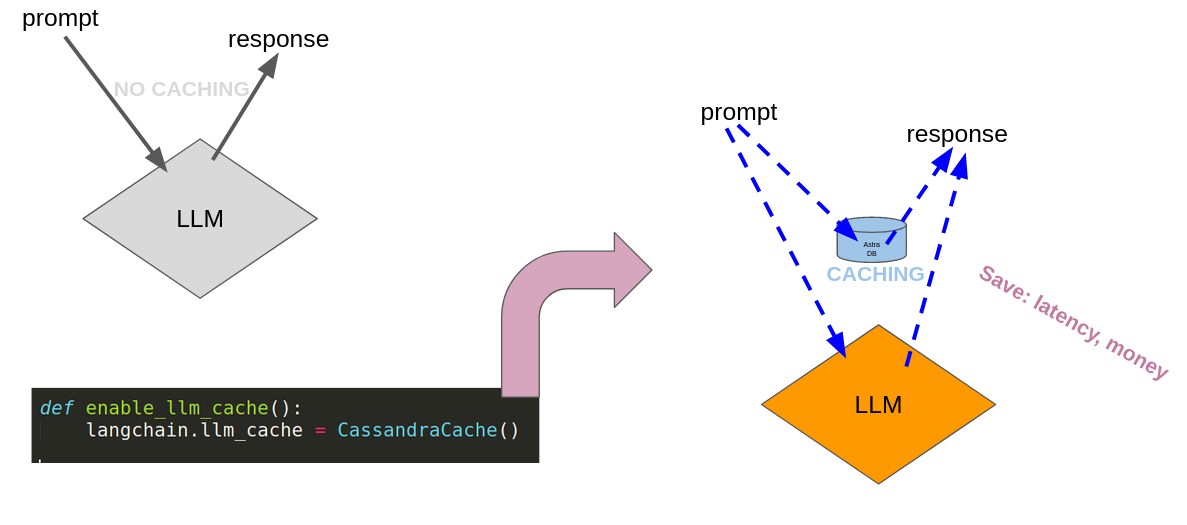 prompt
response
NO CACHING
LLM
def enable_llm_cache():
    langchain.llm_cache = CassandraCache()
prompt
response
Astra
DB
CACHING
Save: latency, money
LLM